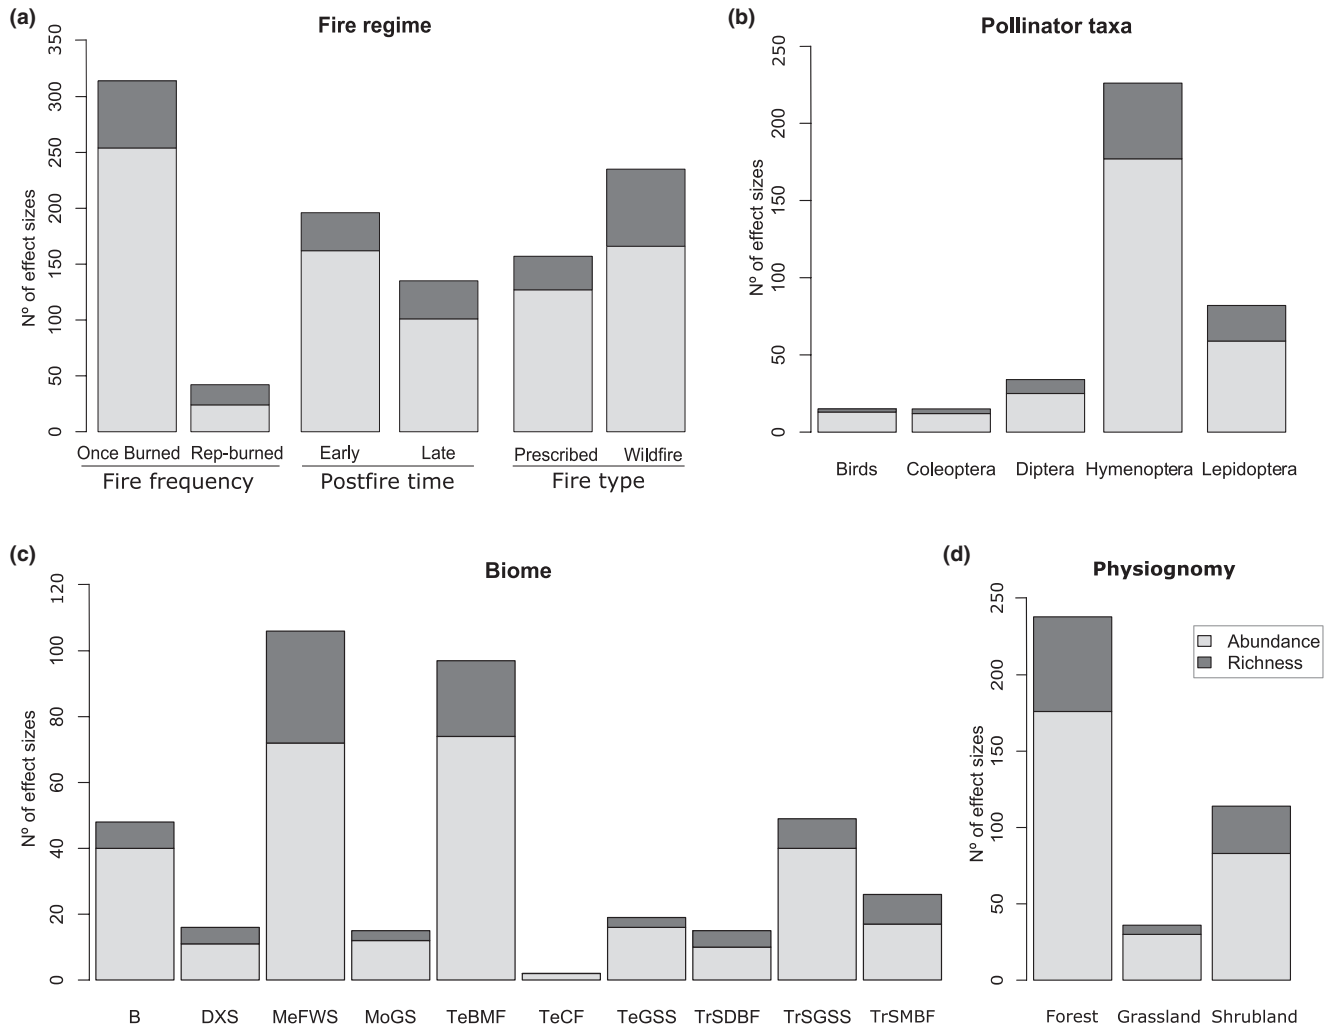 (a)
Fire regime
Nº of effect sizes
0
50
100
150
200
250
300
350
Once Burned
Rep-burned
Early
Late
Prescribed
Wildfire
Fire frequency
Postfire time
Fire type
(b)
Pollinator taxa
Nº of effect sizes
0
50
100
150
200
250
Birds
Coleoptera
Diptera
Hymenoptera
Lepidoptera
(c)
Biome
Nº of effect sizes
0
20
40
60
80
100
120
B
DXS
MeFWS
MoGS
TeBMF
TeCF
TeGSS
TrSDBF
TrSGSS
TrSMBF
(d)
Physiognomy
Nº of effect sizes
0
50
100
150
200
250
Abundance
Richness
Forest
Grassland
Shrubland